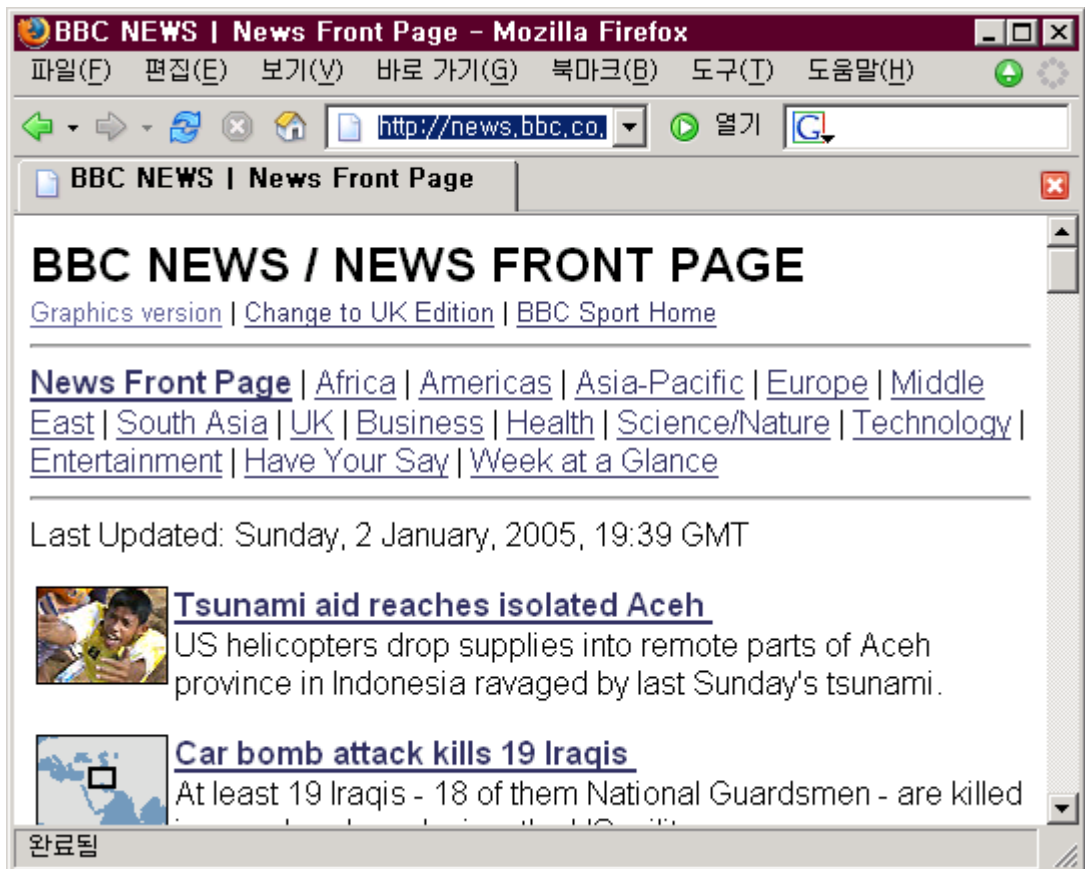 BBC NEWS | News Front Page - Mozilla Firefox
파일(F) 편집(E) 보기(V) 바로 가기(G) 북마크(B) 도구(T) 도움말(H)
http://news.bbc.co. 열기 G
BBC NEWS | News Front Page
BBC NEWS / NEWS FRONT PAGE
Graphics version | Change to UK Edition | BBC Sport Home
News Front Page | Africa | Americas | Asia-Pacific | Europe | Middle
East | South Asia | UK | Business | Health | Science/Nature | Technology |
Entertainment | Have Your Say | Week at a Glance
Last Updated: Sunday, 2 January, 2005, 19:39 GMT
Tsunami aid reaches isolated Aceh
US helicopters drop supplies into remote parts of Aceh
province in Indonesia ravaged by last Sunday's tsunami.
Car bomb attack kills 19 Iraqis
At least 19 Iraqis - 18 of them National Guardsmen - are killed
완료됨